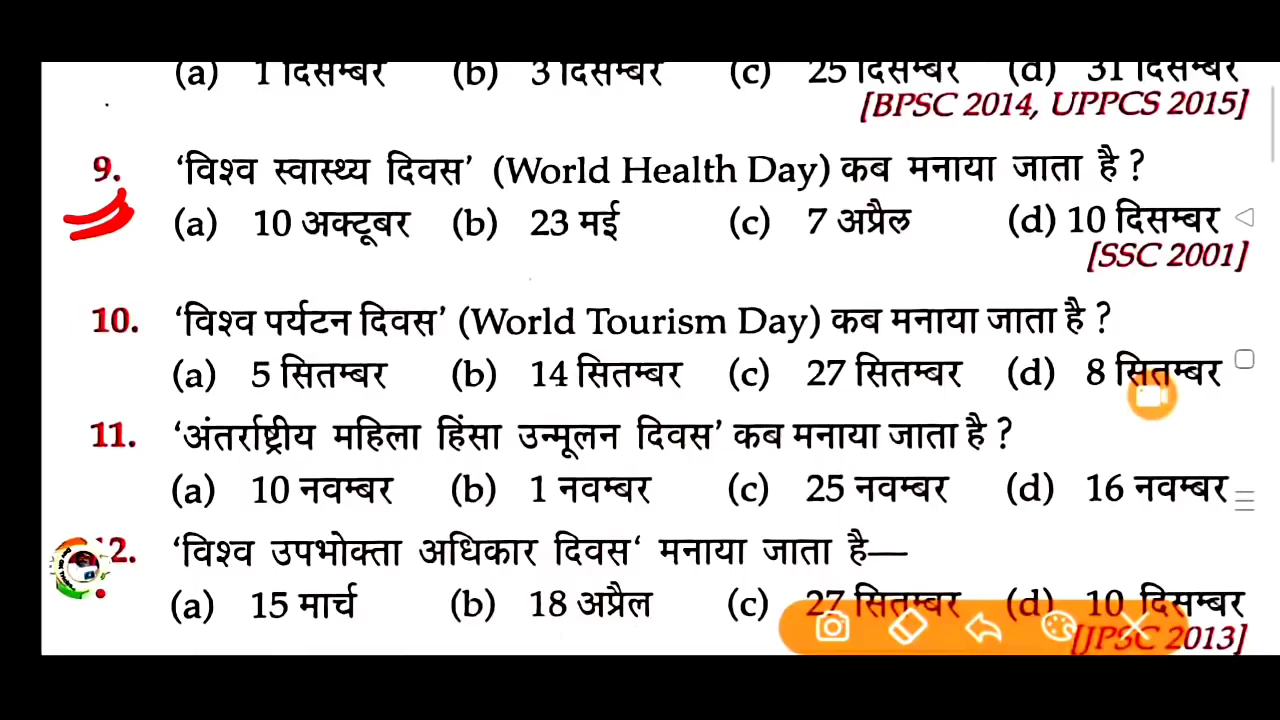 (a) 1 दिसम्बर (b) 3 दिसम्बर (c) 25 दिसम्बर (d) 31 दिसम्बर
[BPSC 2014, UPPCS 2015]
9. ‘विश्व स्वास्थ्य दिवस’ (World Health Day) कब मनाया जाता है ?
(a) 10 अक्टूबर (b) 23 मई (c) 7 अप्रैल (d) 10 दिसम्बर
[SSC 2001]
10. ‘विश्व पर्यटन दिवस’ (World Tourism Day) कब मनाया जाता है ?
(a) 5 सितम्बर (b) 14 सितम्बर (c) 27 सितम्बर (d) 8 सितम्बर
11. ‘अंतर्राष्ट्रीय महिला हिंसा उन्मूलन दिवस’ कब मनाया जाता है ?
(a) 10 नवम्बर (b) 1 नवम्बर (c) 25 नवम्बर (d) 16 नवम्बर
12. ‘विश्व उपभोक्ता अधिकार दिवस‘ मनाया जाता है—
(a) 15 मार्च (b) 18 अप्रैल (c) 27 सितम्बर (d) 10 दिसम्बर
[JPSC 2013]